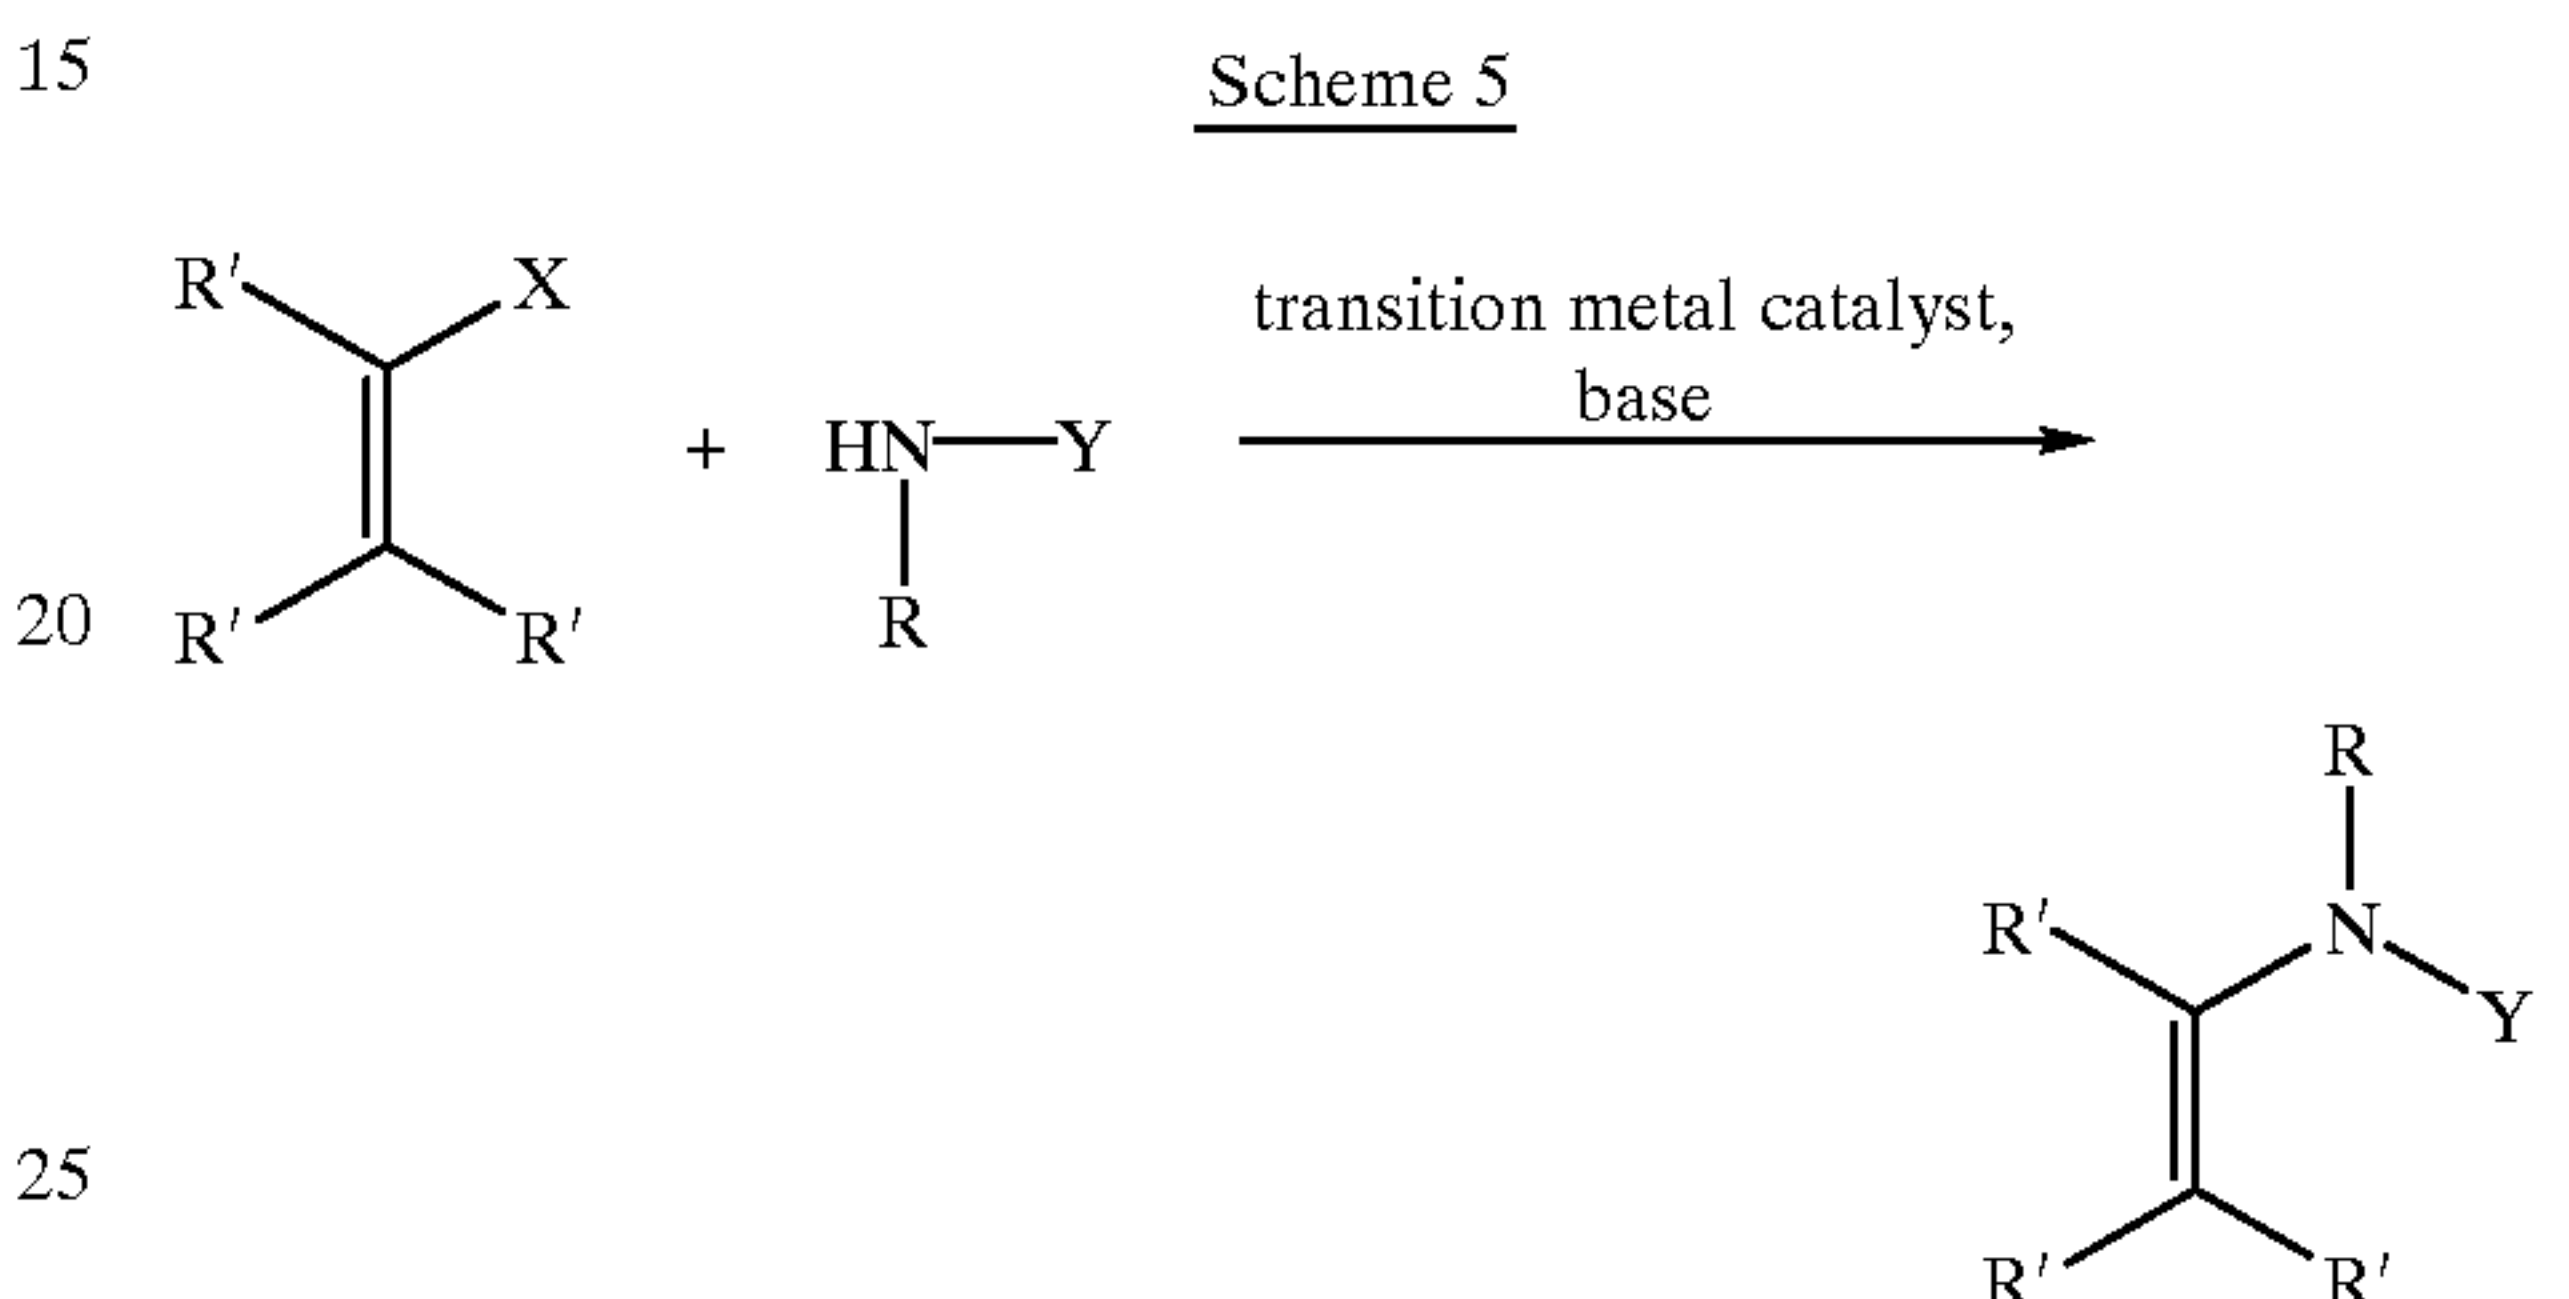 15
Scheme 5
R′ X
transition metal catalyst,
base
+ HN Y
20
R′ R′
R
R
R′ N
Y
25
R′ R′